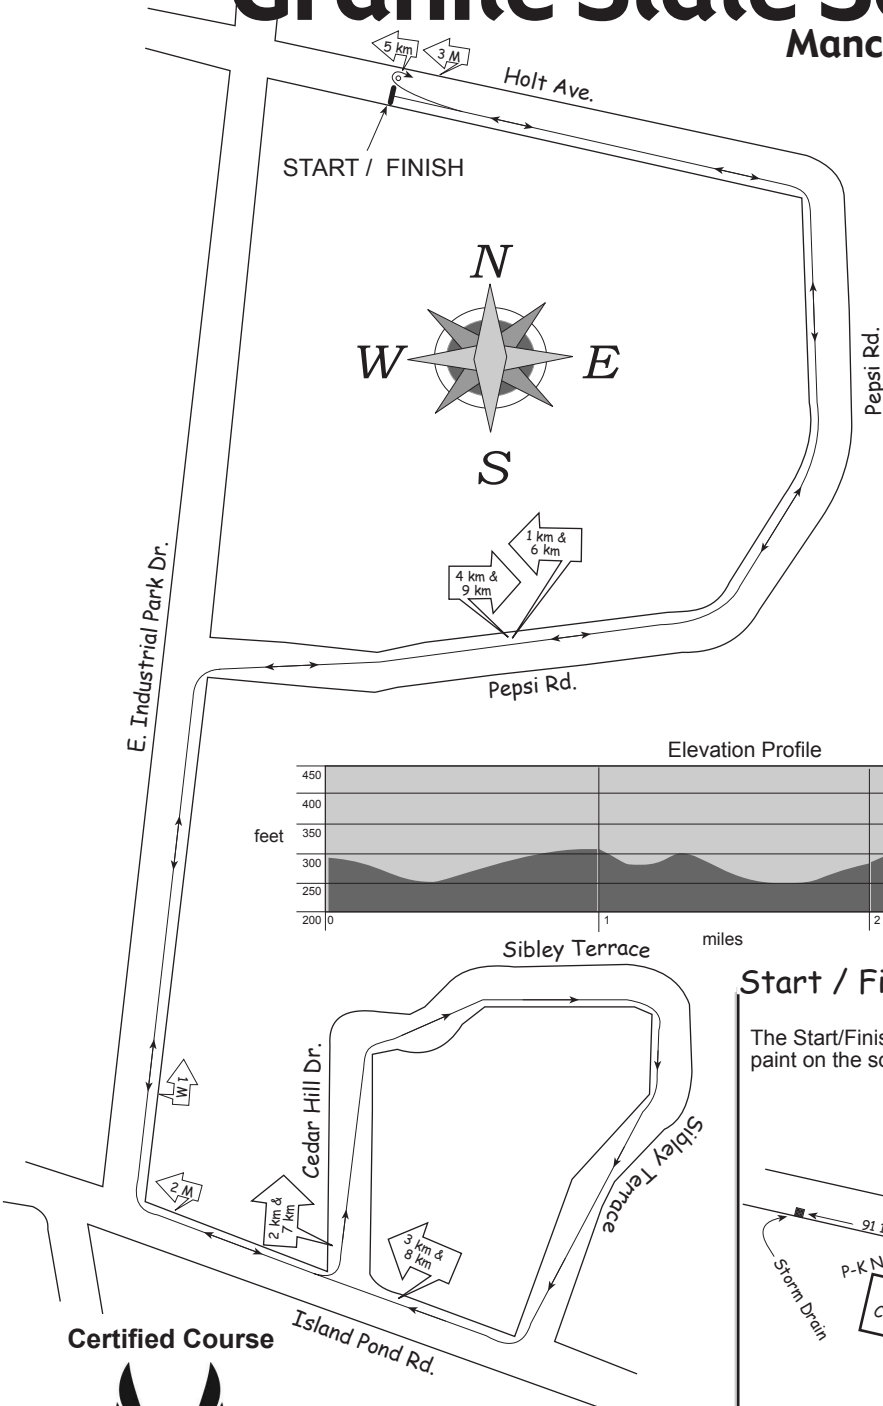 Manc
5 km
3 M
Holt Ave.
START / FINISH
N
W
E
S
Pepsi Rd.
1 km &
6 km
4 km &
9 km
E. Industrial Park Dr.
Pepsi Rd.
Elevation Profile
feet
450
400
350
300
250
200
0
1
2
miles
Sibley Terrace
Start / Fi
The Start/Finis
paint on the so
Cedar Hill Dr.
1 M
2 M
2 km &
7 km
3 km &
8 km
Sibley Terrace
Island Pond Rd.
Storm Drain
91 1
P-K N
C
Certified Course